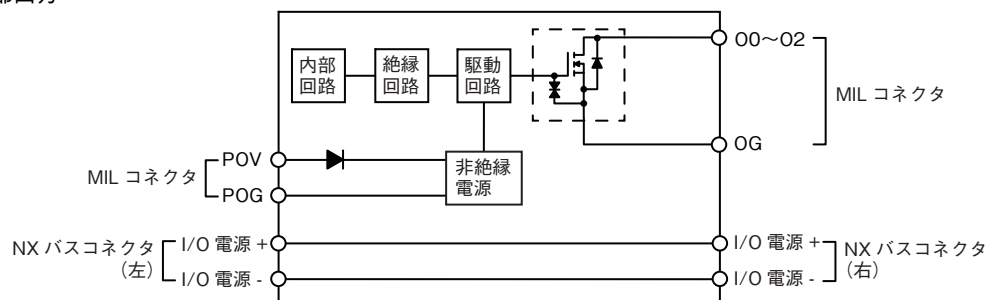 内部
回路
絶縁
回路
駆動
回路
O0～O2
MIL コネクタ
OG
MIL コネクタ
POV
POG
非絶縁
電源
NX バスコネクタ
(左)
I/O 電源 +
I/O 電源 -
I/O 電源 +
I/O 電源 -
NX バスコネクタ
(右)